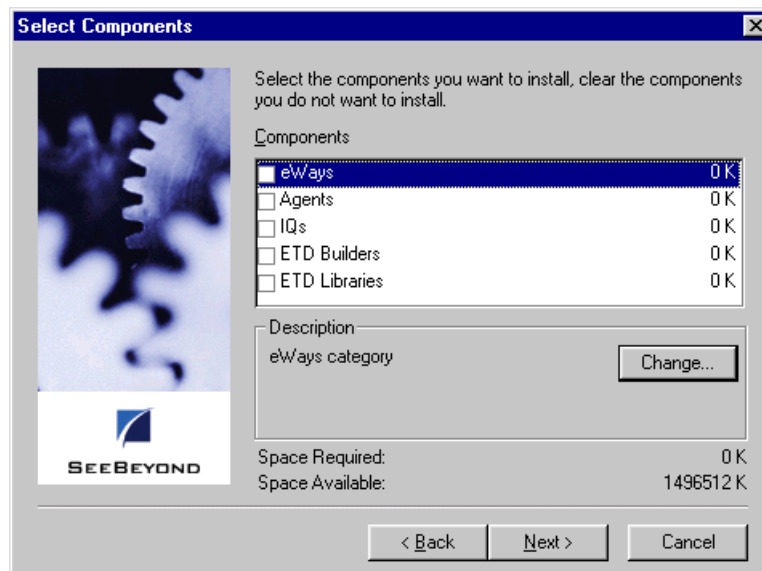 Select Components
Select the components you want to install, clear the components
you do not want to install.
Components
eWays 0 K
Agents 0 K
IQs 0 K
ETD Builders 0 K
ETD Libraries 0 K
Description
eWays category
Change...
SEEBEYOND
Space Required: 0 K
Space Available: 1496512 K
< Back Next > Cancel